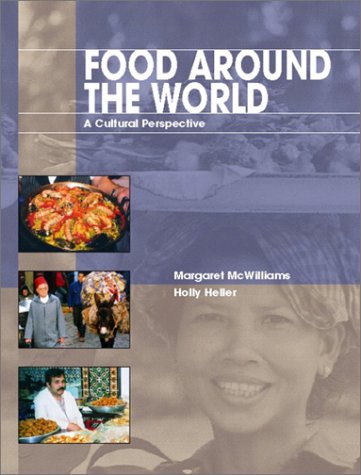 FOOD AROUND
THE WORLD
A Cultural Perspective
Margaret McWilliams
Holly Heller